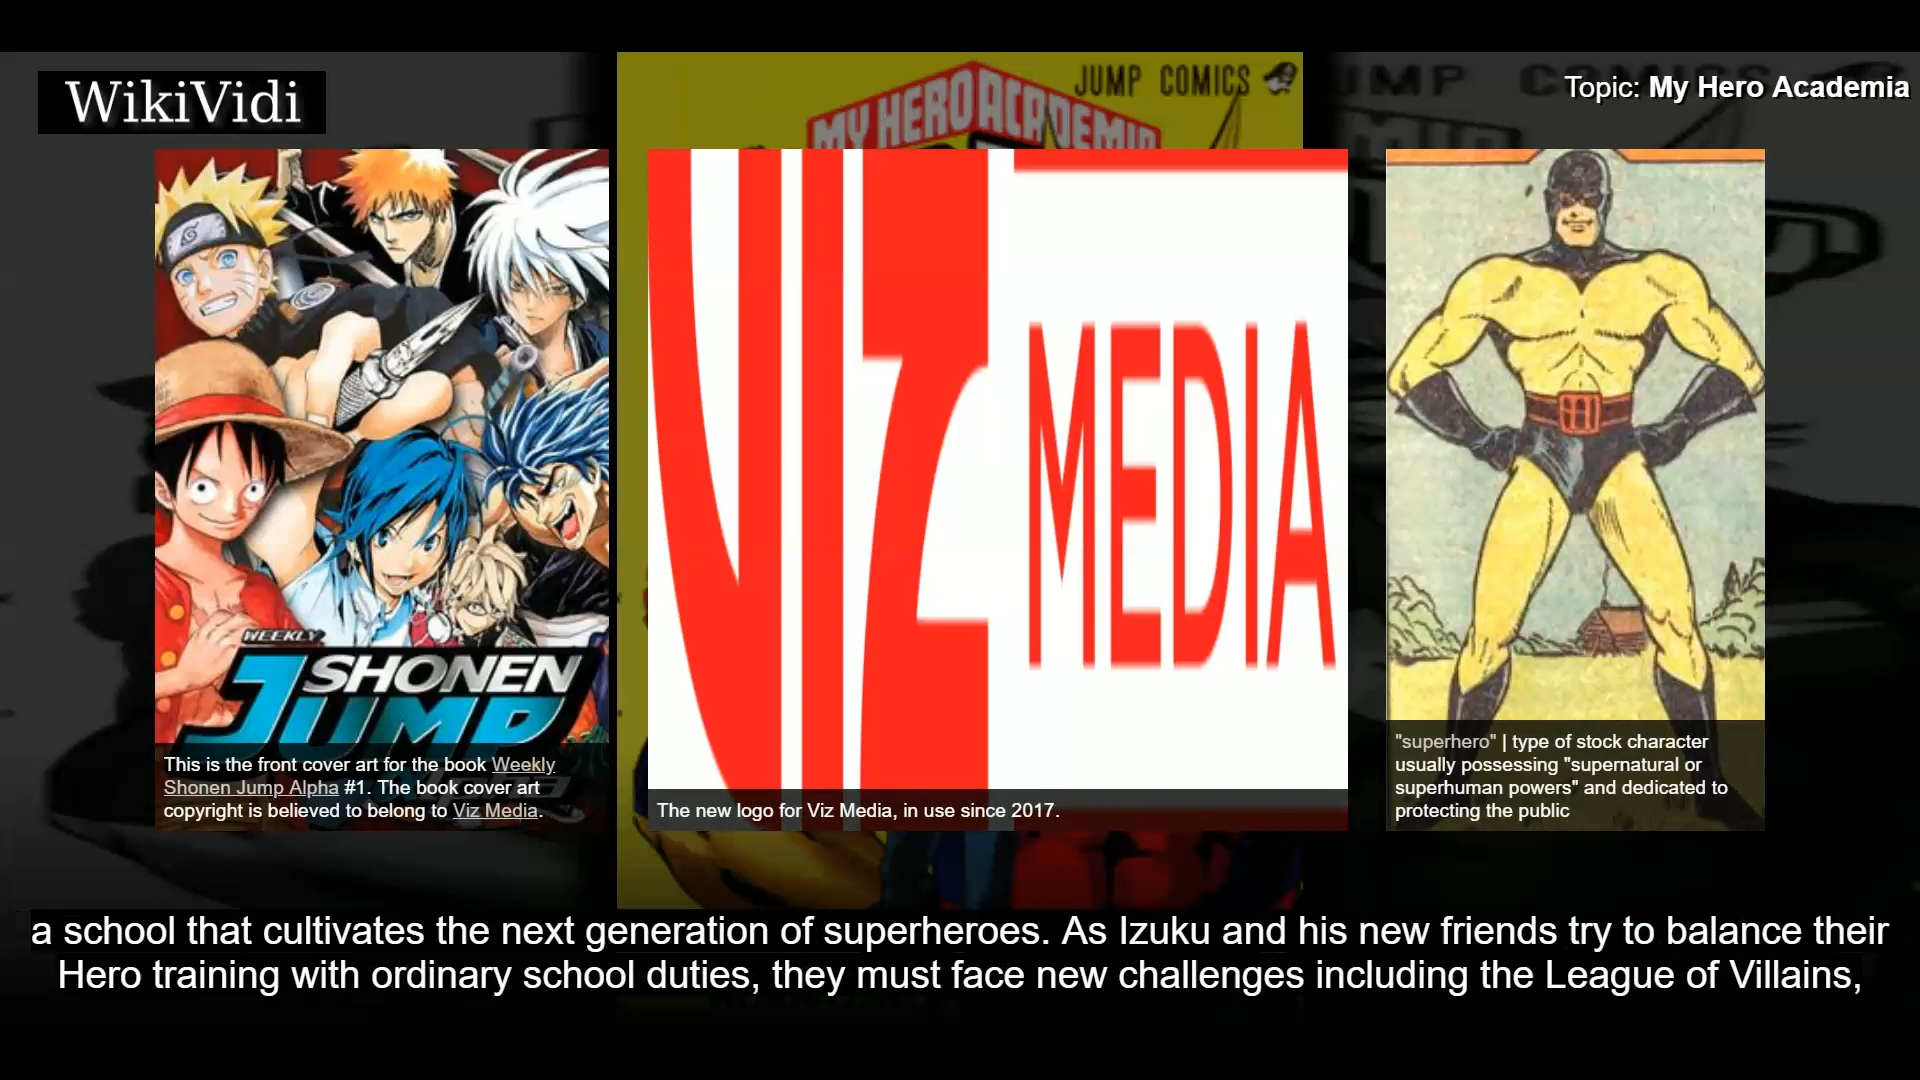 WikiVidi
JUMP COMICS
Topic: My Hero Academia
MY HERO ACADEMIA
VIZ MEDIA
WEEKLY
SHONEN
JUMP
Alpha
This is the front cover art for the book Weekly
Shonen Jump Alpha #1. The book cover art
copyright is believed to belong to Viz Media.
The new logo for Viz Media, in use since 2017.
"superhero" | type of stock character
usually possessing "supernatural or
superhuman powers" and dedicated to
protecting the public
a school that cultivates the next generation of superheroes. As Izuku and his new friends try to balance their
Hero training with ordinary school duties, they must face new challenges including the League of Villains,